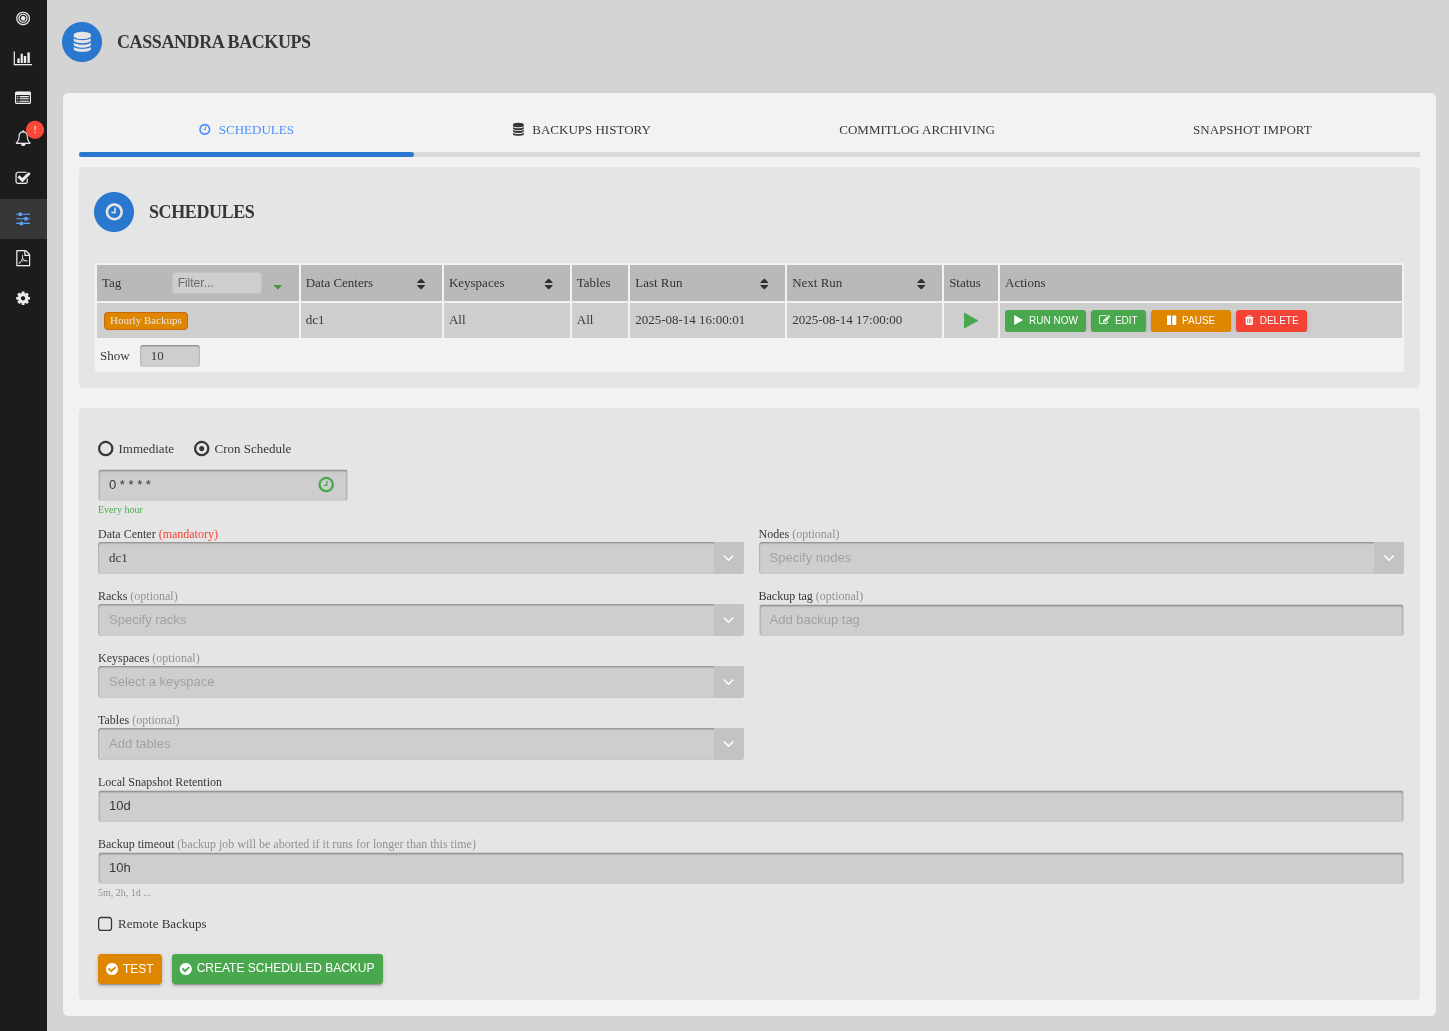 !
CASSANDRA BACKUPS
SCHEDULES BACKUPS HISTORY COMMITLOG ARCHIVING SNAPSHOT IMPORT
SCHEDULES
Tag Filter... Data Centers Keyspaces Tables Last Run Next Run Status Actions
Hourly Backups dc1 All All 2025-08-14 16:00:01 2025-08-14 17:00:00 RUN NOW EDIT PAUSE DELETE
Show 10
Immediate Cron Schedule
0 * * * *
Every hour
Data Center (mandatory) Nodes (optional)
dc1 Specify nodes
Racks (optional) Backup tag (optional)
Specify racks Add backup tag
Keyspaces (optional)
Select a keyspace
Tables (optional)
Add tables
Local Snapshot Retention
10d
Backup timeout (backup job will be aborted if it runs for longer than this time)
10h
5m, 2h, 1d ...
Remote Backups
TEST CREATE SCHEDULED BACKUP